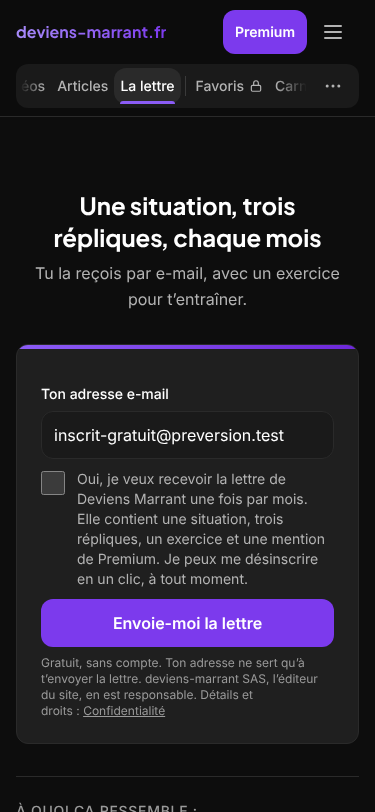 deviens-marrant.fr
Premium
Articles
La lettre
Favoris
Une situation, trois
répliques, chaque mois
Tu la reçois par e-mail, avec un exercice
pour t’entraîner.
Ton adresse e-mail
inscrit-gratuit@preversion.test
Oui, je veux recevoir la lettre de
Deviens Marrant une fois par mois.
Elle contient une situation, trois
répliques, un exercice et une mention
de Premium. Je peux me désinscrire
en un clic, à tout moment.
Envoie-moi la lettre
Gratuit, sans compte. Ton adresse ne sert qu’à
t’envoyer la lettre. deviens-marrant SAS, l’éditeur
du site, en est responsable. Détails et
droits : Confidentialité
À QUOI ÇA RESSEMBLE :